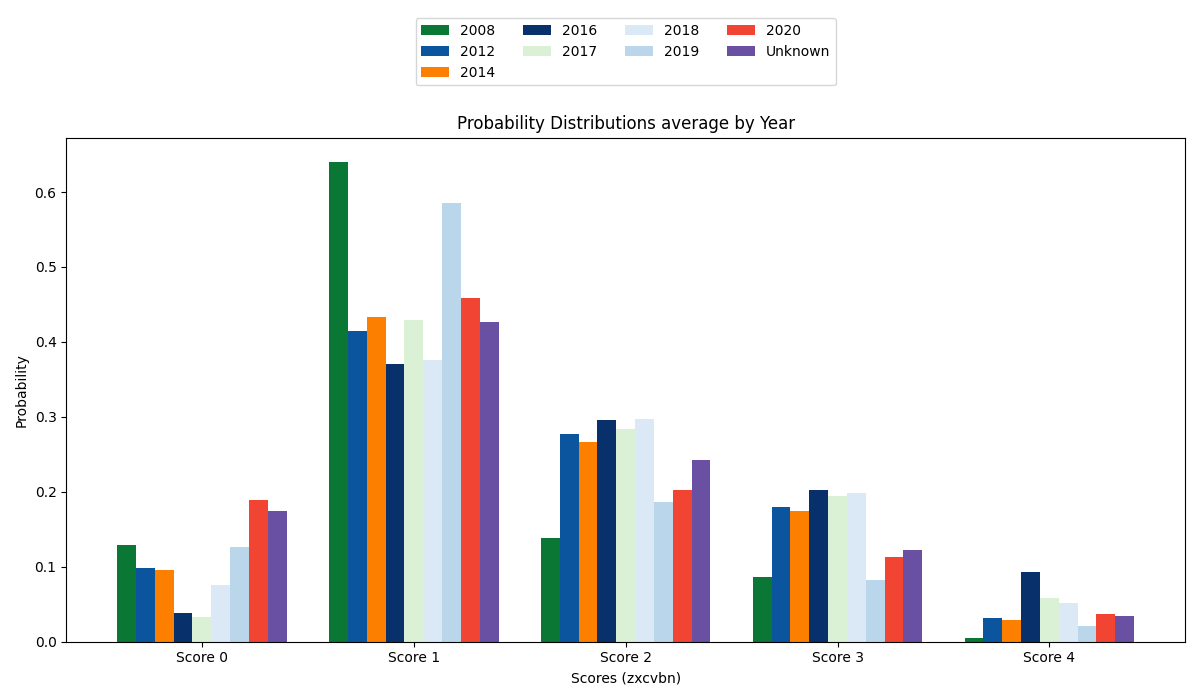 2008 2016 2018 2020
2012 2017 2019 Unknown
2014
Probability Distributions average by Year
0.6
0.5
0.4
0.3
0.2
0.1
0.0
Probability
Score 0 Score 1 Score 2 Score 3 Score 4
Scores (zxcvbn)